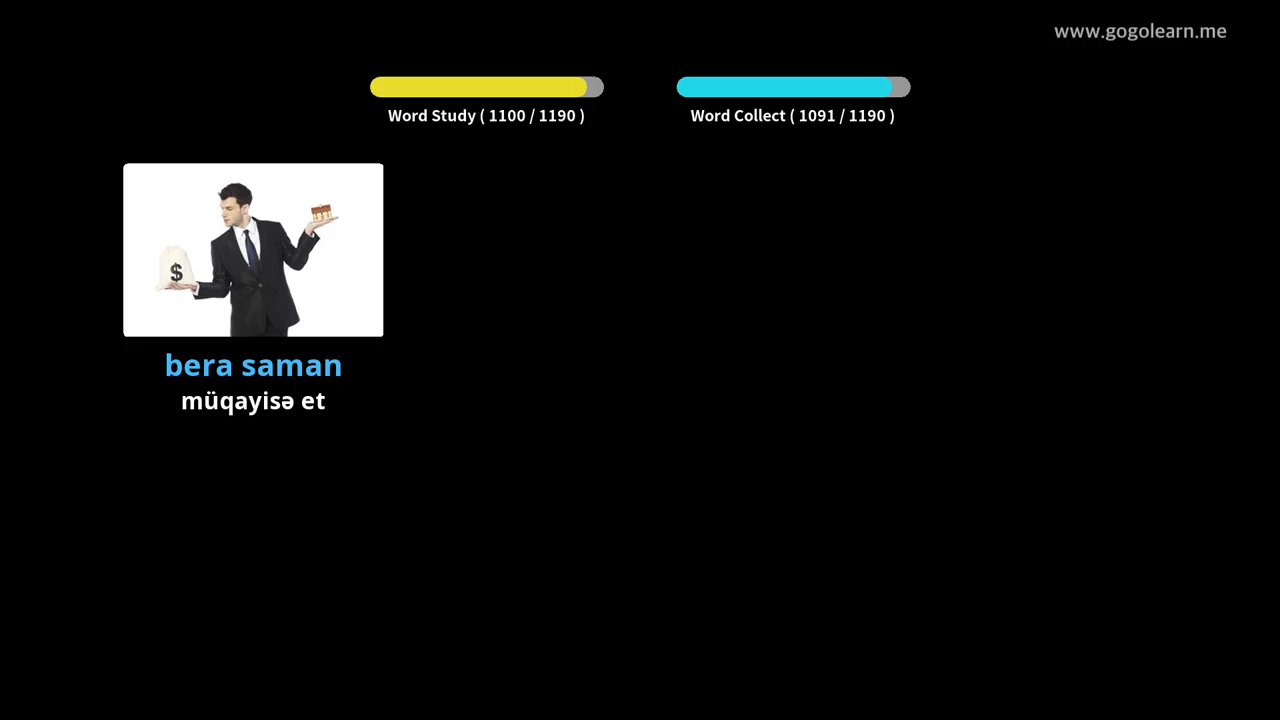 www.gogolearn.me
Word Study ( 1100 / 1190 )
Word Collect ( 1091 / 1190 )
$
bera saman
müqayisə et